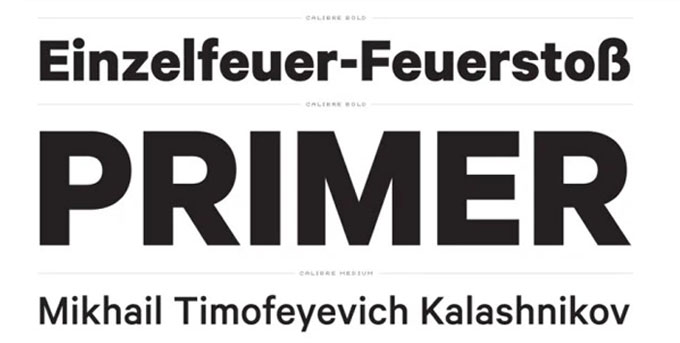 CALIBRE BOLD
Einzelfeuer-Feuerstoß
CALIBRE BOLD
PRIMER
CALIBRE MEDIUM
Mikhail Timofeyevich Kalashnikov